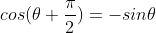 cos(θ + π/2) = −sinθ